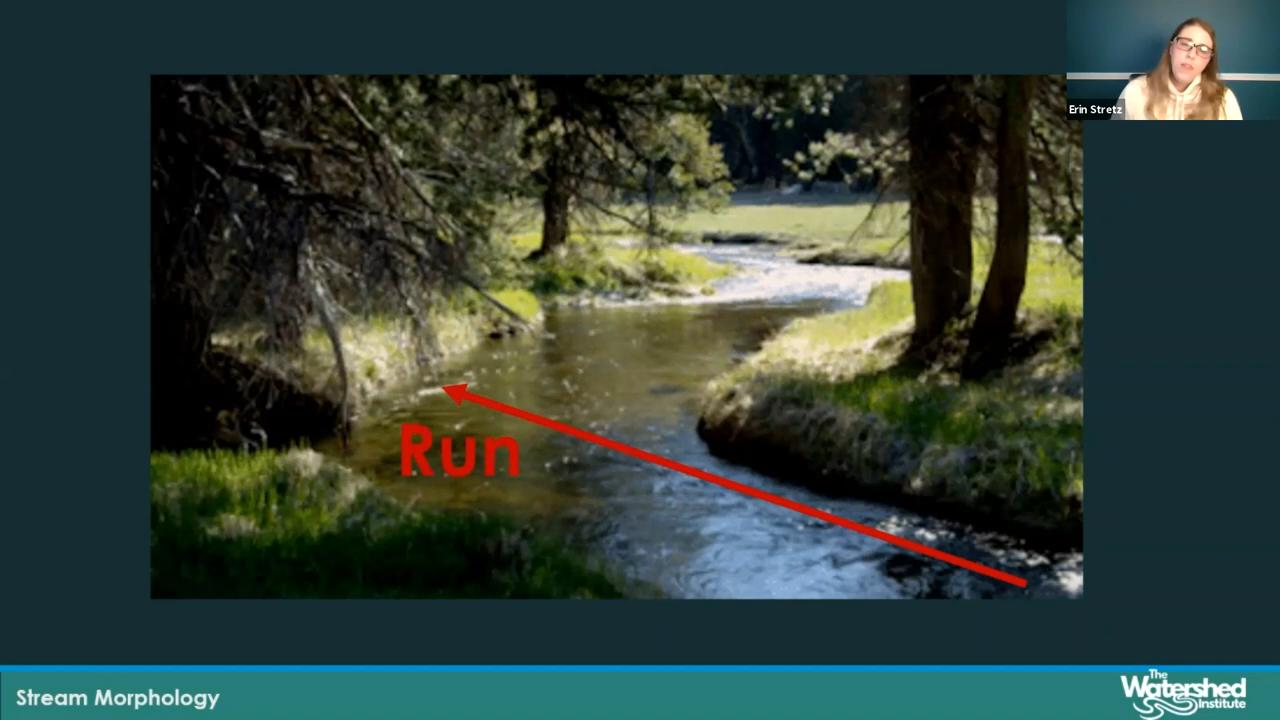 Erin Stretz
Run
Stream Morphology
The
Watershed
Institute